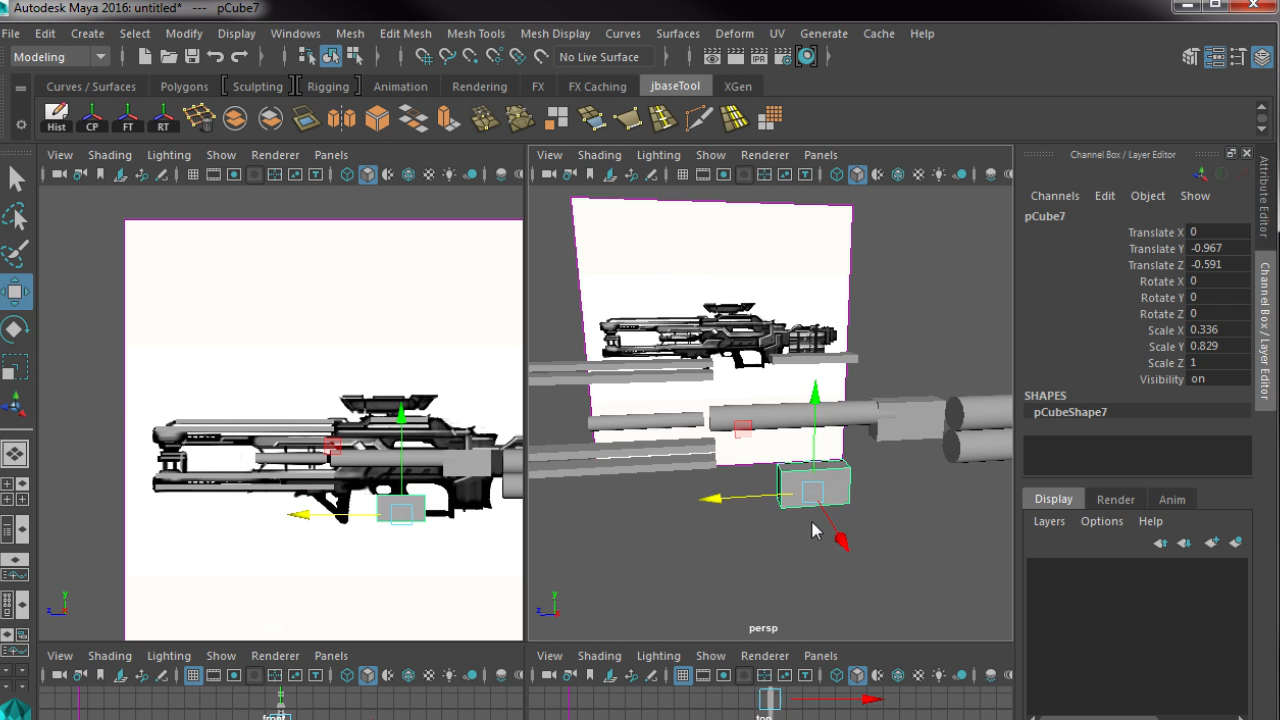 Autodesk Maya 2016: untitled* --- pCube7
File Edit Create Select Modify Display Windows Mesh Edit Mesh Mesh Tools Mesh Display Curves Surfaces Deform UV Generate Cache Help
Modeling No Live Surface
Curves / Surfaces Polygons Sculpting Rigging Animation Rendering FX FX Caching jbaseTool XGen
Hist CP FT RT
View Shading Lighting Show Renderer Panels
View Shading Lighting Show Renderer Panels
Channel Box / Layer Editor
Channels Edit Object Show
pCube7
Translate X 0
Translate Y -0.967
Translate Z -0.591
Rotate X 0
Rotate Y 0
Rotate Z 0
Scale X 0.336
Scale Y 0.829
Scale Z 1
Visibility on
SHAPES
pCubeShape7
Display Render Anim
Layers Options Help
Attribute Editor
Channel Box / Layer Editor
y
z
y
z
persp
View Shading Lighting Show Renderer Panels
View Shading Lighting Show Renderer Panels
front
top